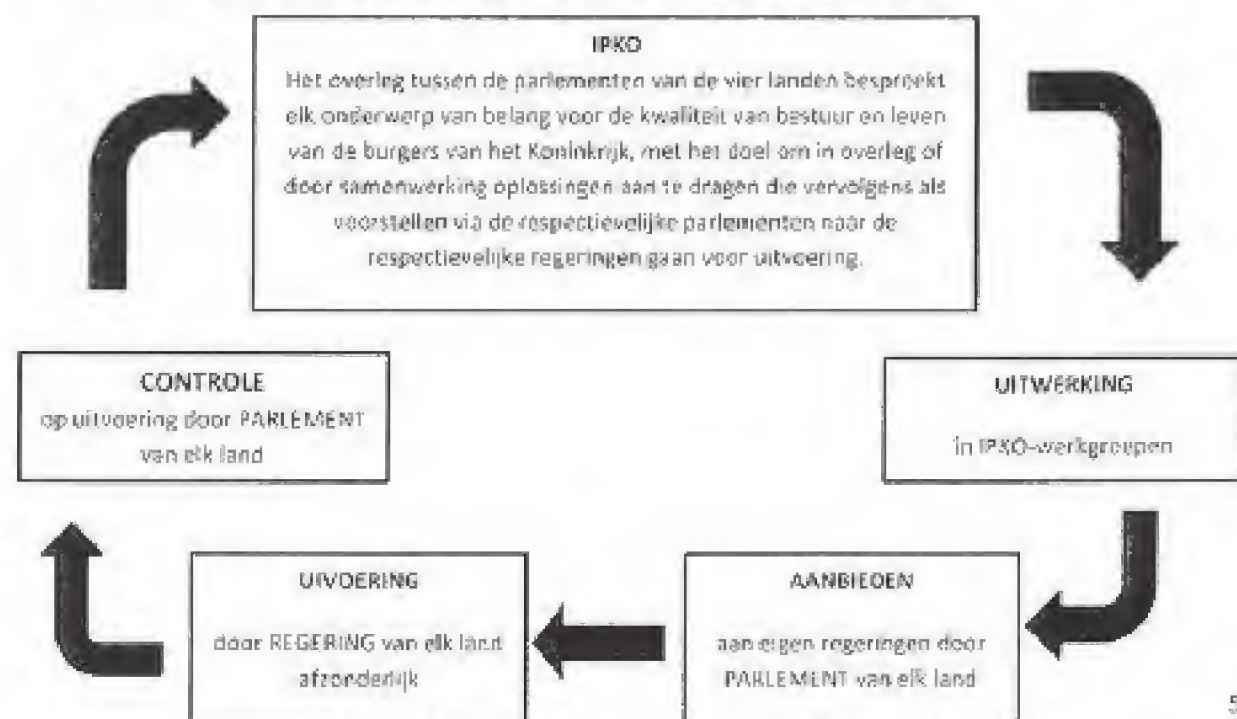 IPKO
Het overleg tussen de parlementen van de vier landen bespreekt
elk onderwerp van belang voor de kwaliteit van bestuur en leven
van de burgers van het Koninkrijk, met het doel om in overleg of
door samenwerking oplossingen aan te dragen die vervolgens als
voorstellen via de respectievelijke parlementen naar de
respectievelijke regeringen gaan voor uitvoering.
UITWERKING
in IPKO-werkgroepen
AANBIEDEN
aan eigen regeringen door
PARLEMENT van elk land
UIVOERING
door REGERING van elk land
afzonderlijk
CONTROLE
op uitvoering door PARLEMENT
van elk land
5